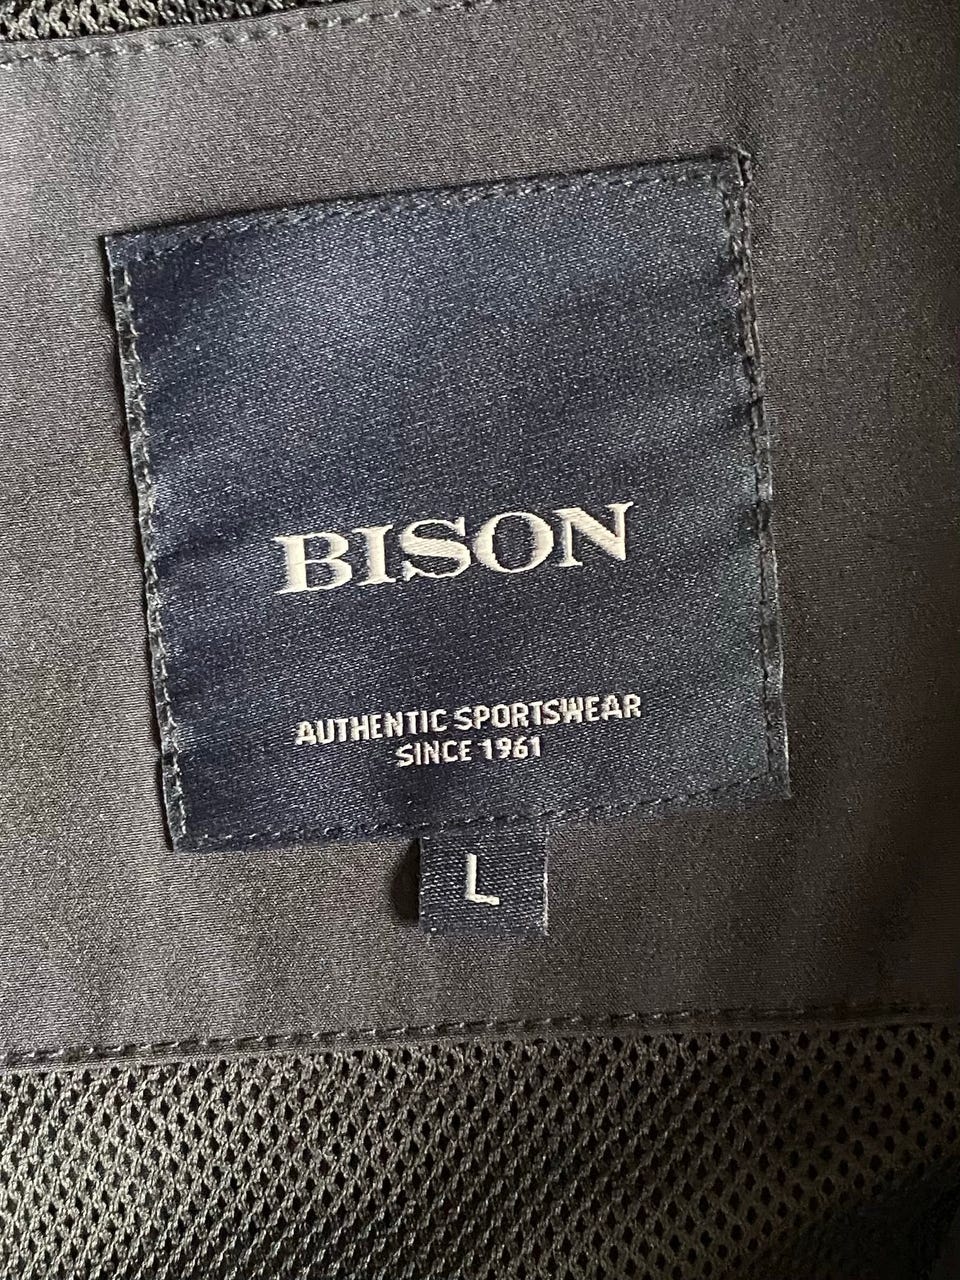 BISON
AUTHENTIC SPORTSWEAR
SINCE 1961
L